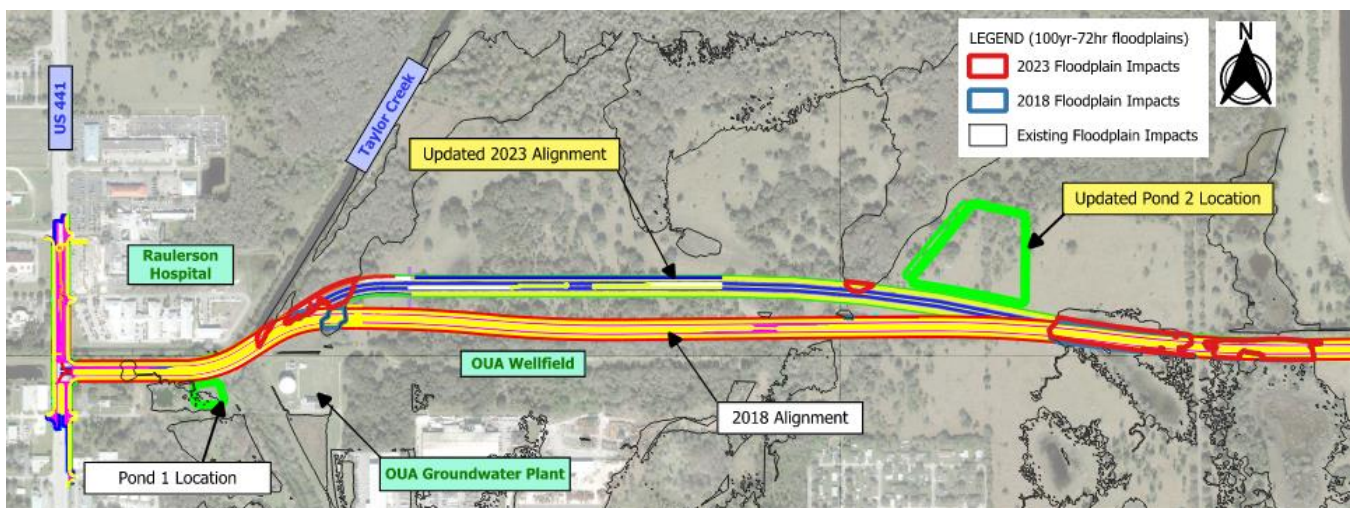 LEGEND (100yr-72hr floodplains)
2023 Floodplain Impacts
2018 Floodplain Impacts
Existing Floodplain Impacts
US 441
Taylor Creek
Updated 2023 Alignment
Updated Pond 2 Location
Raulerson
Hospital
OUA Wellfield
2018 Alignment
Pond 1 Location
OUA Groundwater Plant